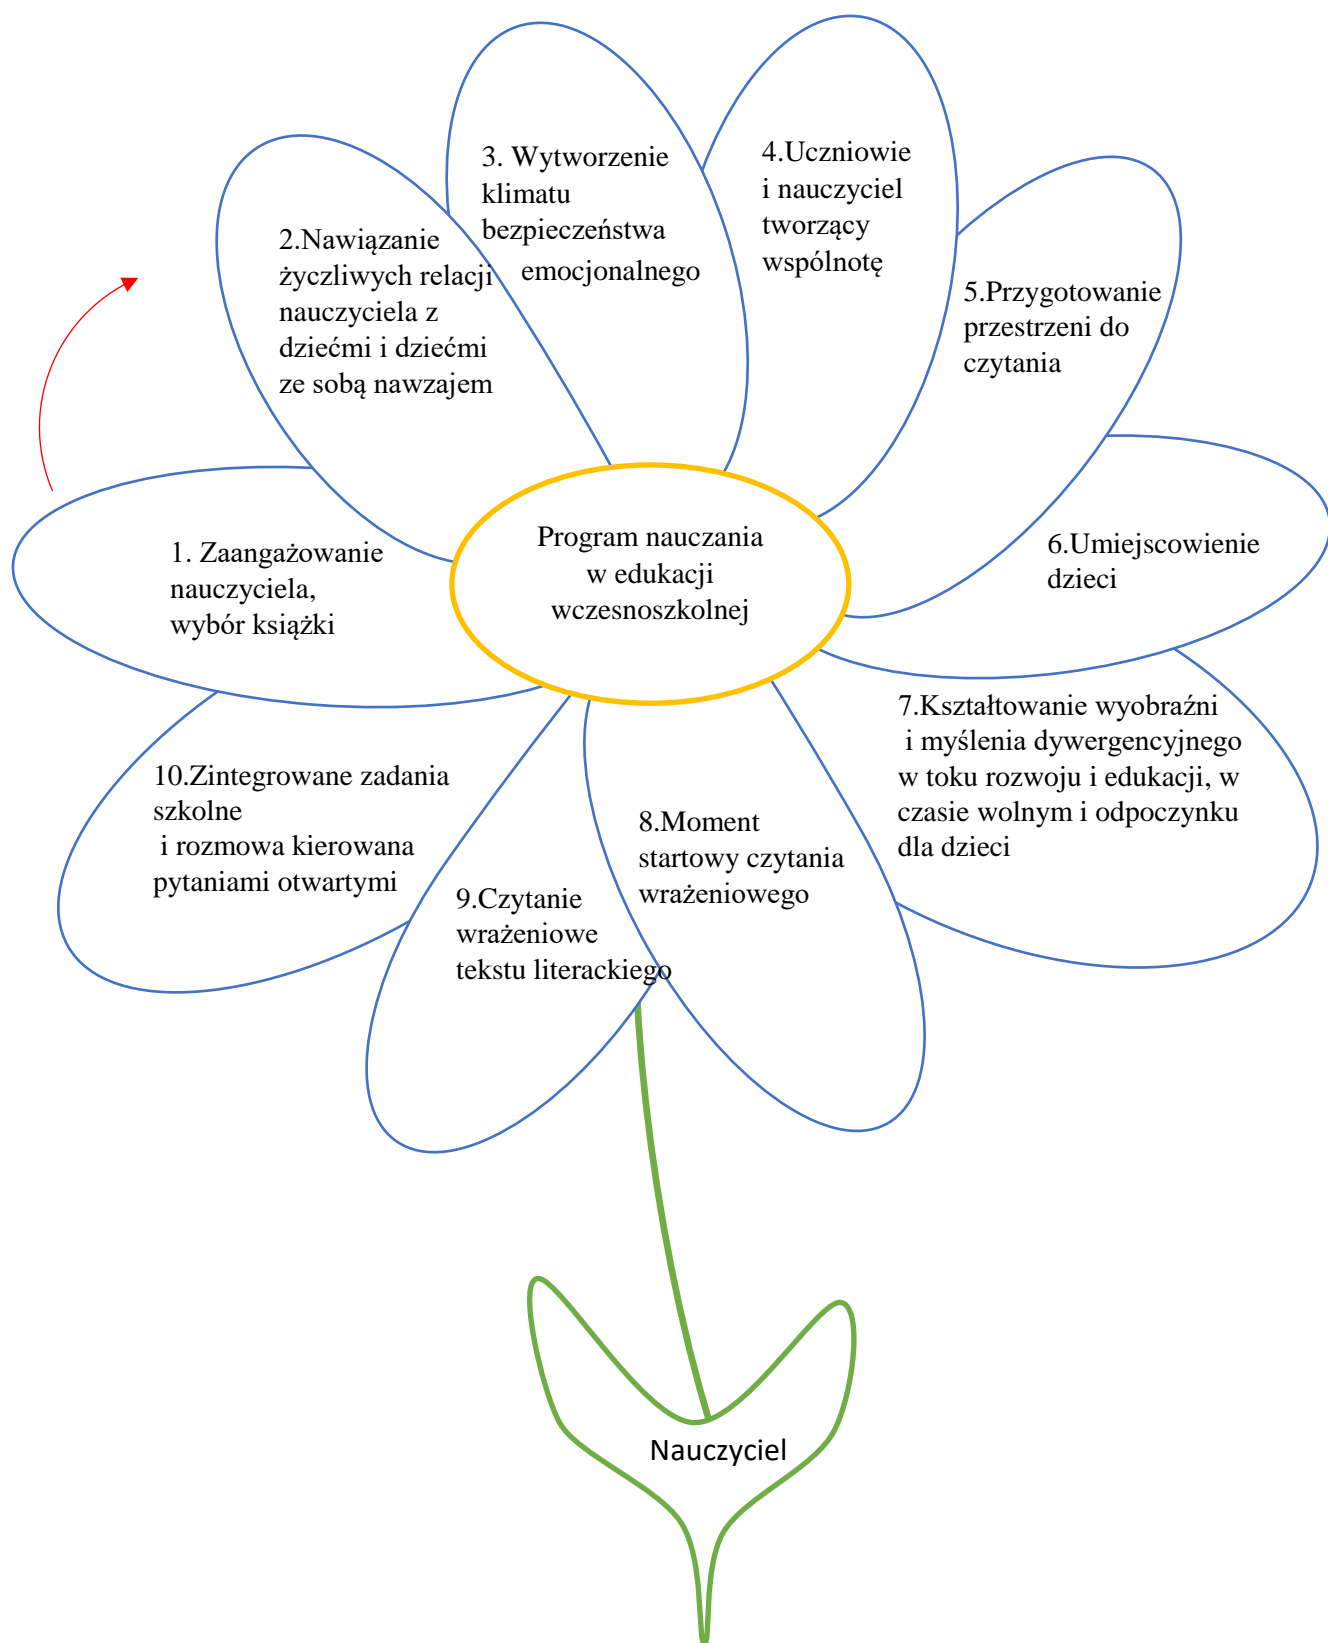 1. Zaangażowanie
nauczyciela,
wybór książki
2.Nawiązanie
życzliwych relacji
nauczyciela z
dziećmi i dziećmi
ze sobą nawzajem
3. Wytworzenie
klimatu
bezpieczeństwa
emocjonalnego
4.Uczniowie
i nauczyciel
tworzący
wspólnotę
5.Przygotowanie
przestrzeni do
czytania
6.Umiejscowienie
dzieci
7.Kształtowanie wyobraźni
i myślenia dywergencyjnego
w toku rozwoju i edukacji, w
czasie wolnym i odpoczynku
dla dzieci
8.Moment
startowy czytania
wrażeniowego
9.Czytanie
wrażeniowe
tekstu literackiego
10.Zintegrowane zadania
szkolne
i rozmowa kierowana
pytaniami otwartymi
Program nauczania
w edukacji
wczesnoszkolnej
Nauczyciel